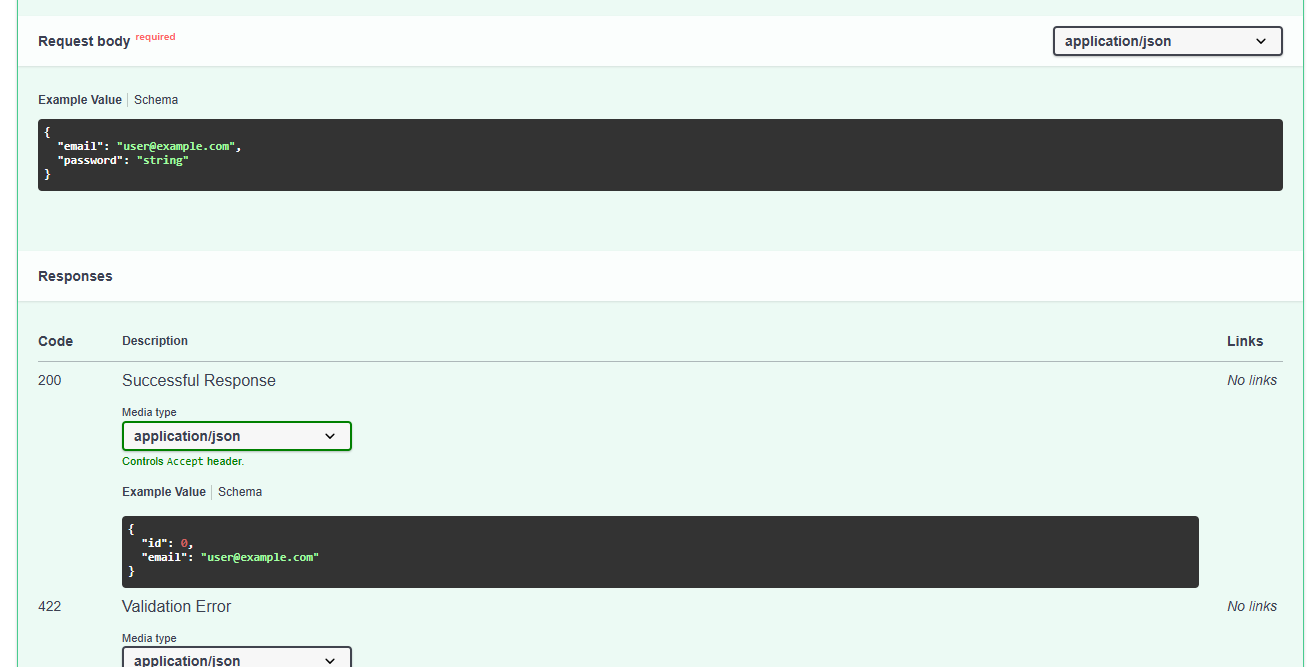 Request body required
application/json
Example Value Schema
{
  "email": "user@example.com",
  "password": "string"
}
Responses
Code Description Links
200 Successful Response No links
Media type
application/json
Controls Accept header.
Example Value Schema
{
  "id": 0,
  "email": "user@example.com"
}
422 Validation Error No links
Media type
application/json